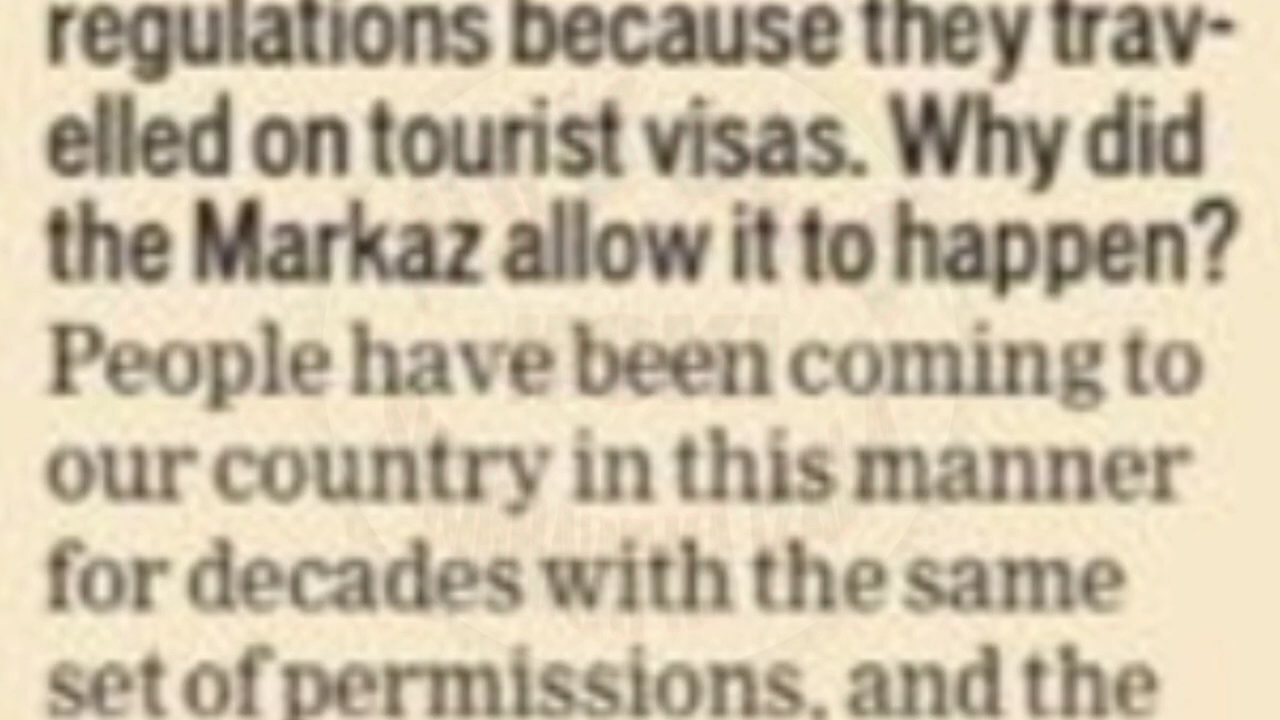 regulations because they trav-
elled on tourist visas. Why did
the Markaz allow it to happen?
People have been coming to
our country in this manner
for decades with the same
set of permissions, and the